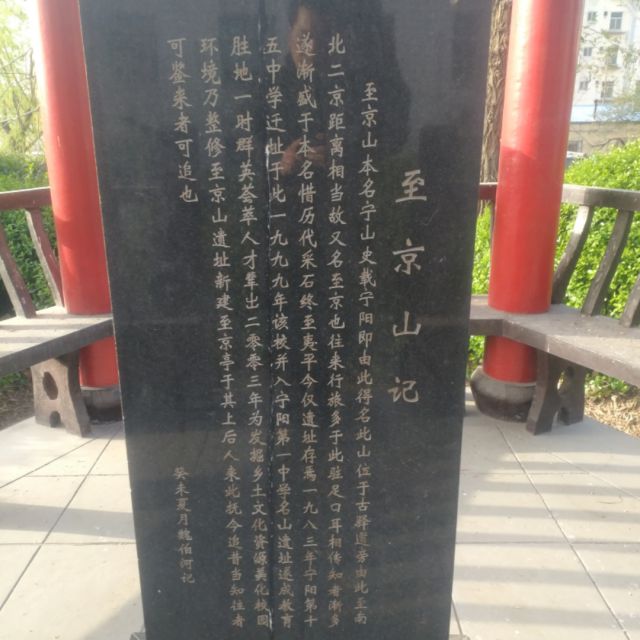 至京山记
至京山本名宁山史载宁阳即由此得名此山位于古驿道旁南北至南
北二京距离相当故又名至京也往来行旅多于此驻足口耳相传知者渐多
逐渐盛于本名惜历代采石终至夷平今仅遗址存焉一九八三年宁阳第十
五中学迁址于此一九九九年该校并入宁阳第一中学名山遗址遂成教育
胜地一时群英荟萃人才辈出二零零三年为发掘乡土文化资源美化校园
环境乃整修至京山遗址新建至京亭于其上后人来此抚今追昔当知往者
可鉴来者可追也
癸未夏月魏伯河记